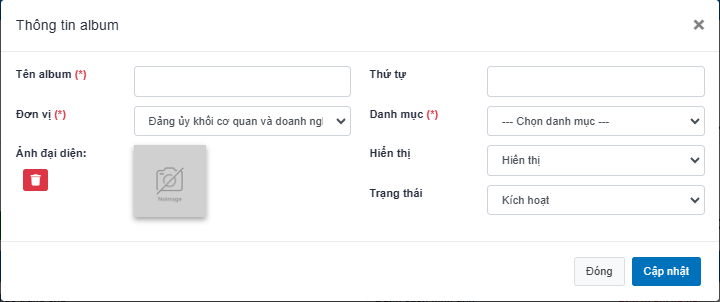 Thông tin album
×
Tên album (*)
Thứ tự
Đơn vị (*)
Đảng ủy khối cơ quan và doanh ngh
Danh mục (*)
--- Chọn danh mục ---
Ảnh đại diện:
NoImage
Hiển thị
Hiển thị
Trạng thái
Kích hoạt
Đóng
Cập nhật